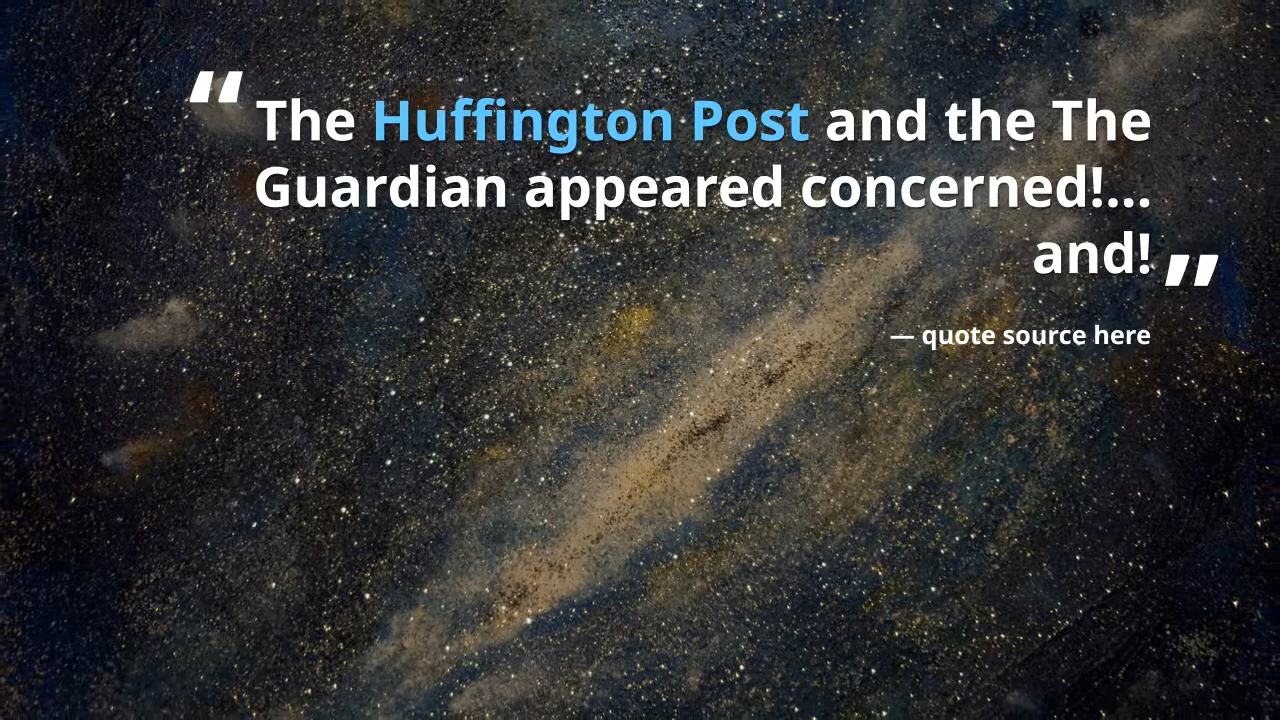 “The Huffington Post and the The
Guardian appeared concerned!...
and!”
— quote source here